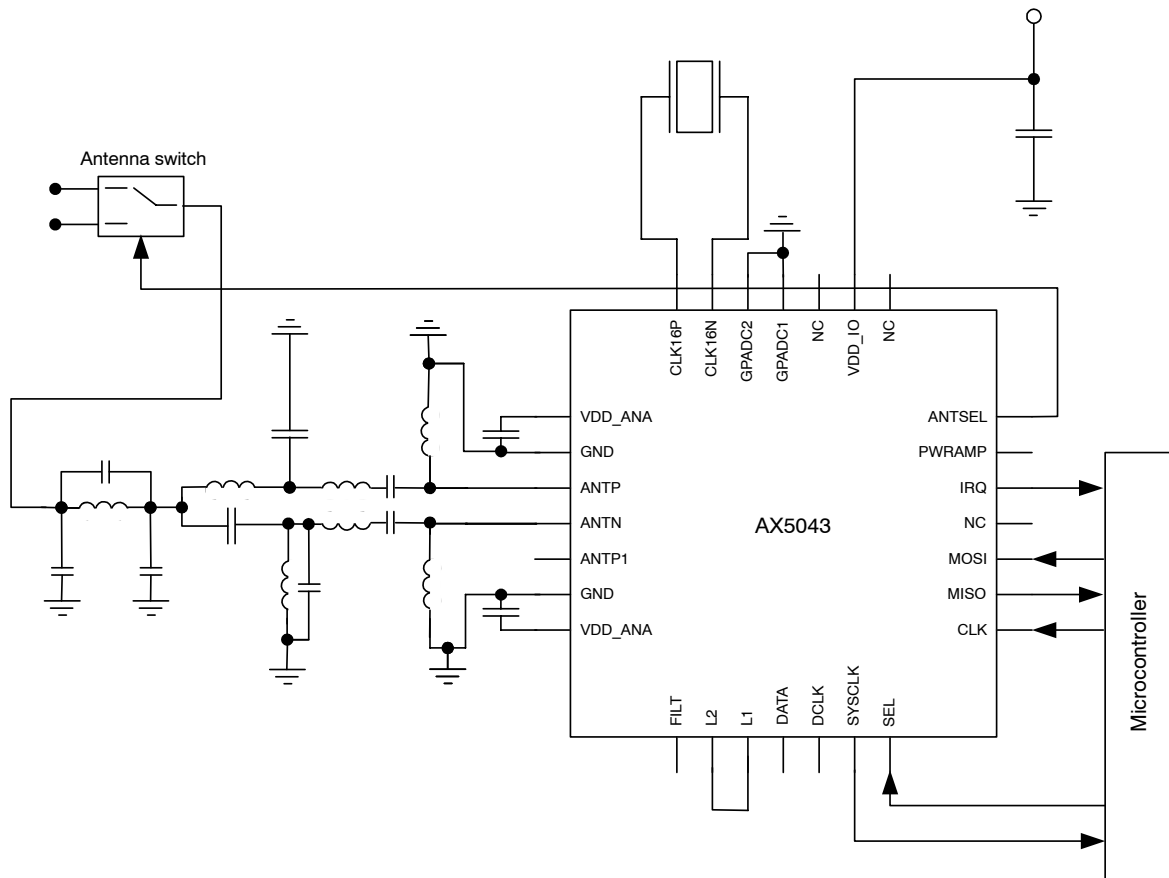 Antenna switch
CLK16P
CLK16N
GPADC2
GPADC1
NC
VDD_IO
NC
VDD_ANA
GND
ANTP
ANTN
ANTP1
GND
VDD_ANA
AX5043
ANTSEL
PWRAMP
IRQ
NC
MOSI
MISO
CLK
FILT
L2
L1
DATA
DCLK
SYSCLK
SEL
Microcontroller